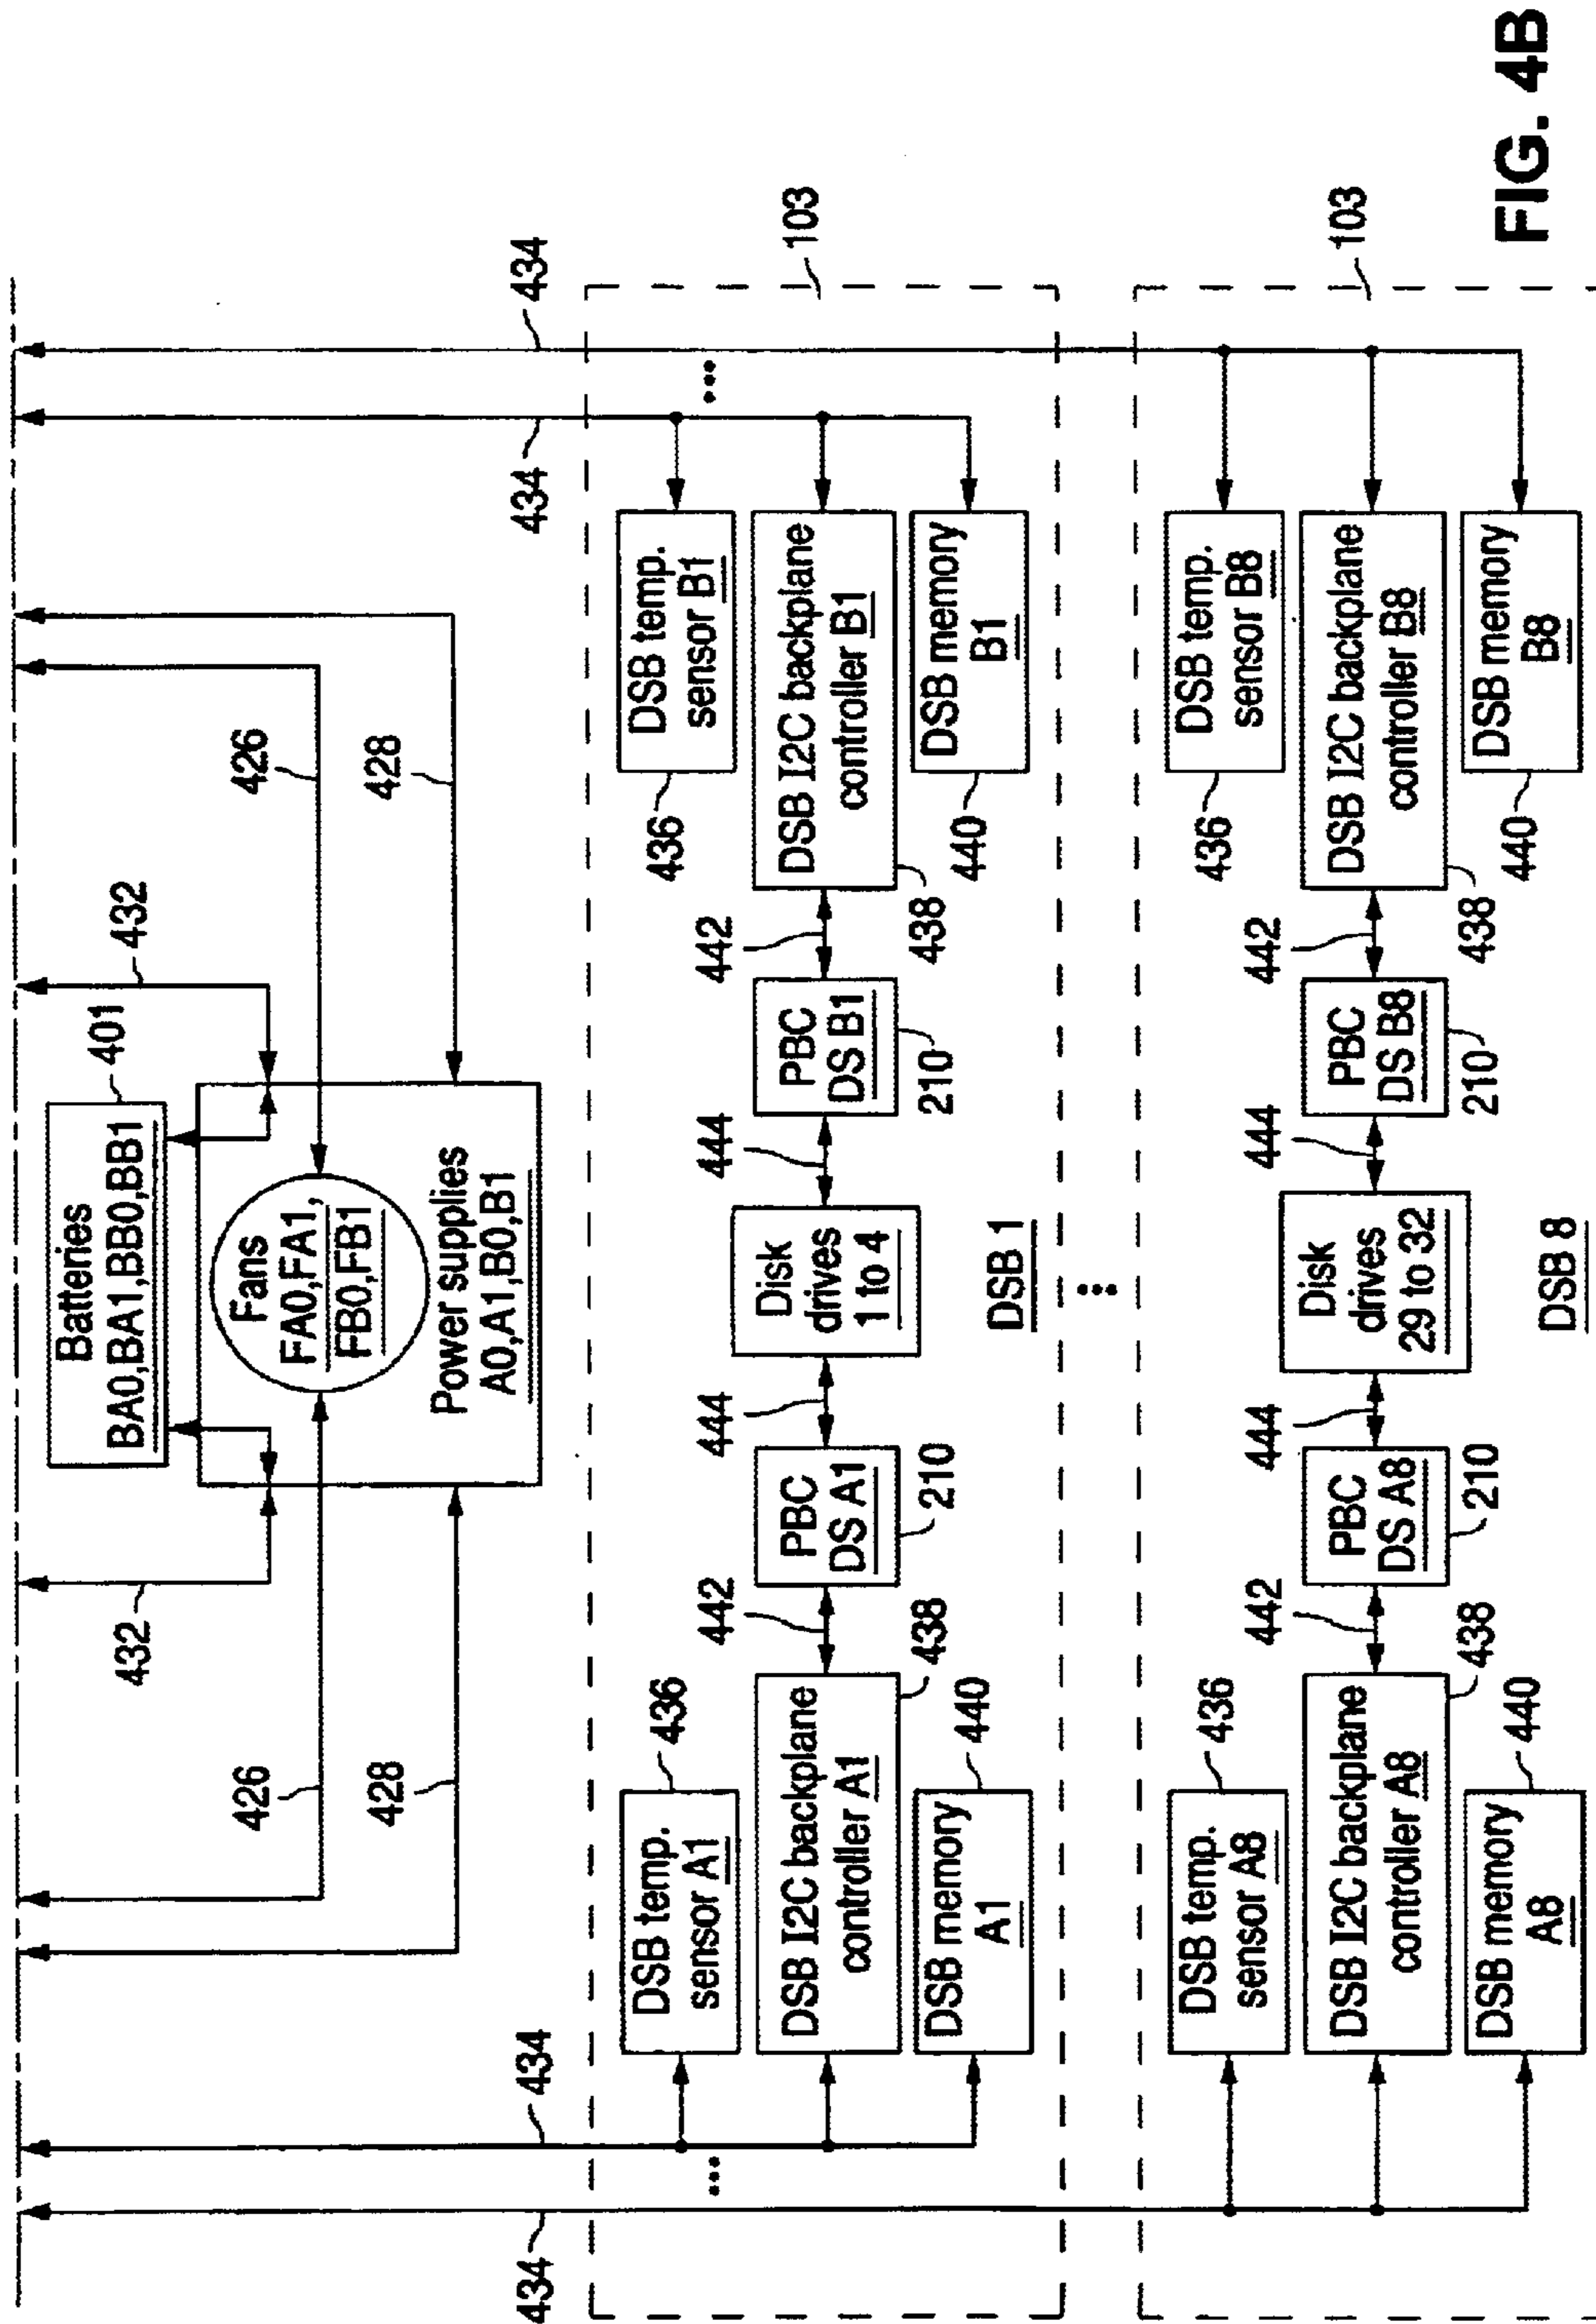 Batteries
BA0,BA1,BB0,BB1
401
432
432
Fans
FA0,FA1,
FB0,FB1
426
426
Power supplies
A0,A1,B0,B1
428
428
434
434
434
434
103
...
...
DSB temp.
sensor A1
436
DSB temp.
sensor B1
436
DSB I2C backplane
controller A1
438
442
PBC
DS A1
210
444
Disk
drives
1 to 4
444
PBC
DS B1
210
442
DSB I2C backplane
controller B1
438
DSB memory
A1
440
DSB memory
B1
440
DSB 1
...
103
DSB temp.
sensor A8
436
DSB temp.
sensor B8
436
DSB I2C backplane
controller A8
438
442
PBC
DS A8
210
444
Disk
drives
29 to 32
444
PBC
DS B8
210
442
DSB I2C backplane
controller B8
438
DSB memory
A8
440
DSB memory
B8
440
DSB 8
FIG. 4B